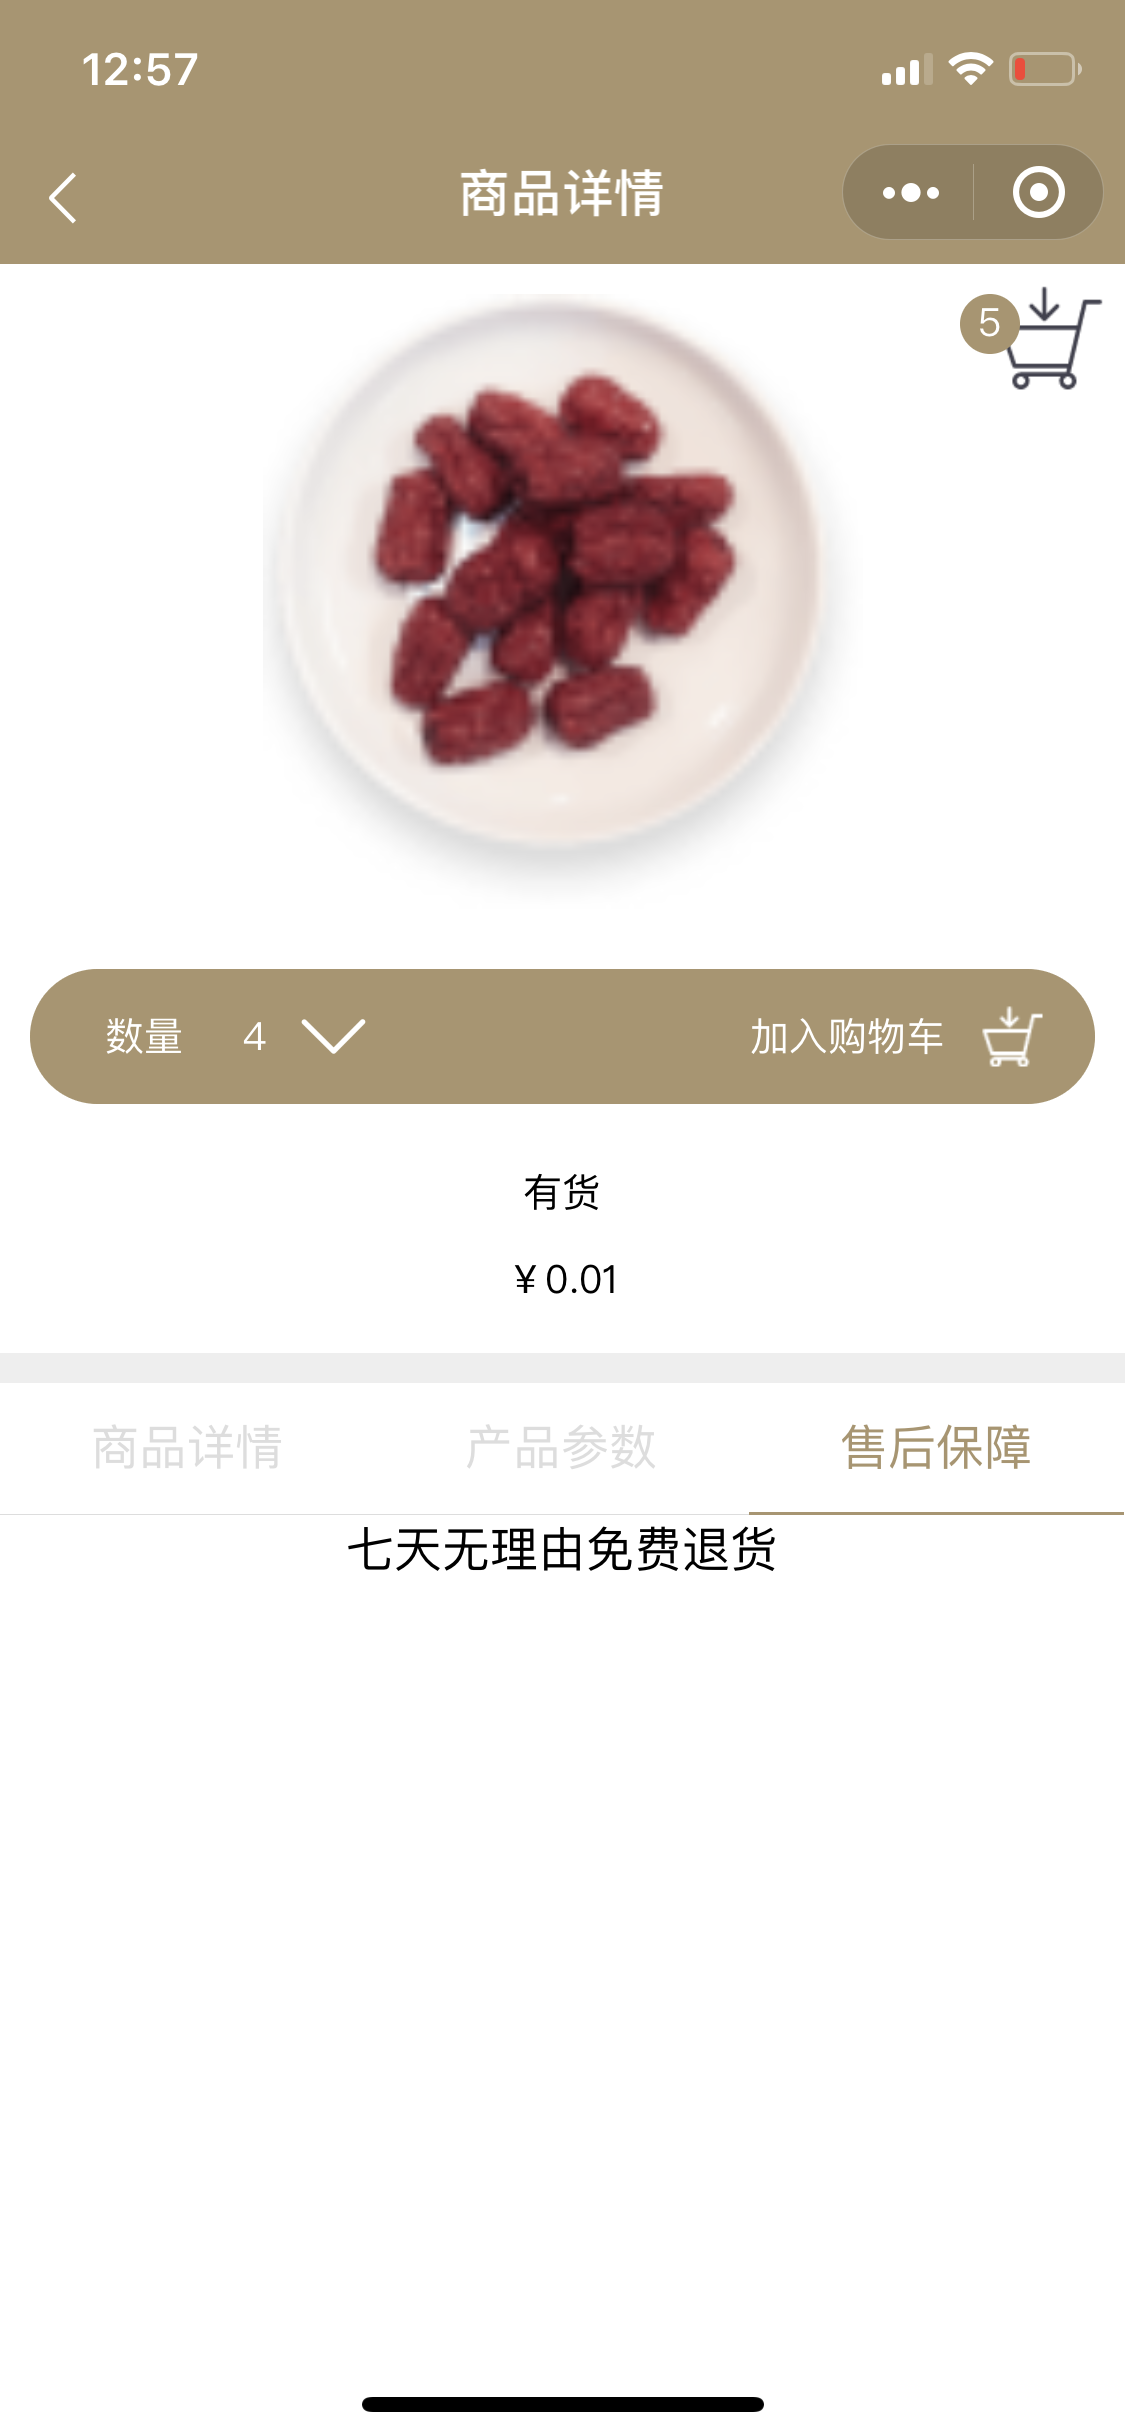 12:57
商品详情
5
数量 4 加入购物车
有货
¥ 0.01
商品详情 产品参数 售后保障
七天无理由免费退货